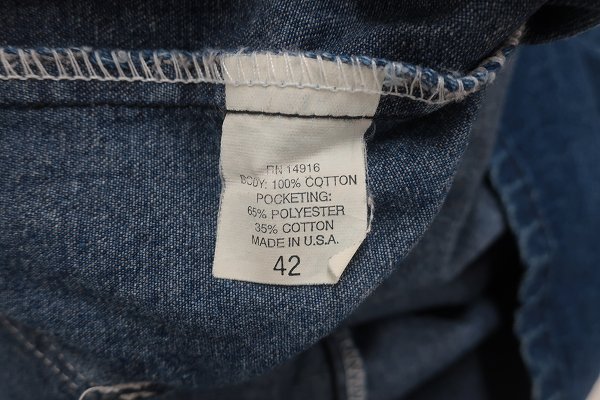 RN 14916
BODY: 100% COTTON
POCKETING:
65% POLYESTER
35% COTTON
MADE IN U.S.A.
42